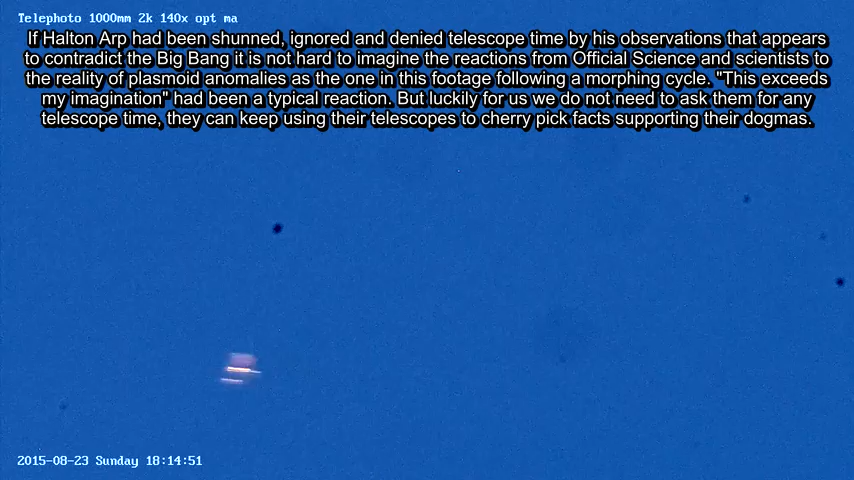 Telephoto 1000mm 2k 140x opt ma
If Halton Arp had been shunned, ignored and denied telescope time by his observations that appears
to contradict the Big Bang it is not hard to imagine the reactions from Official Science and scientists to
the reality of plasmoid anomalies as the one in this footage following a morphing cycle. "This exceeds
my imagination" had been a typical reaction. But luckily for us we do not need to ask them for any
telescope time, they can keep using their telescopes to cherry pick facts supporting their dogmas.
2015-08-23 Sunday 18:14:51